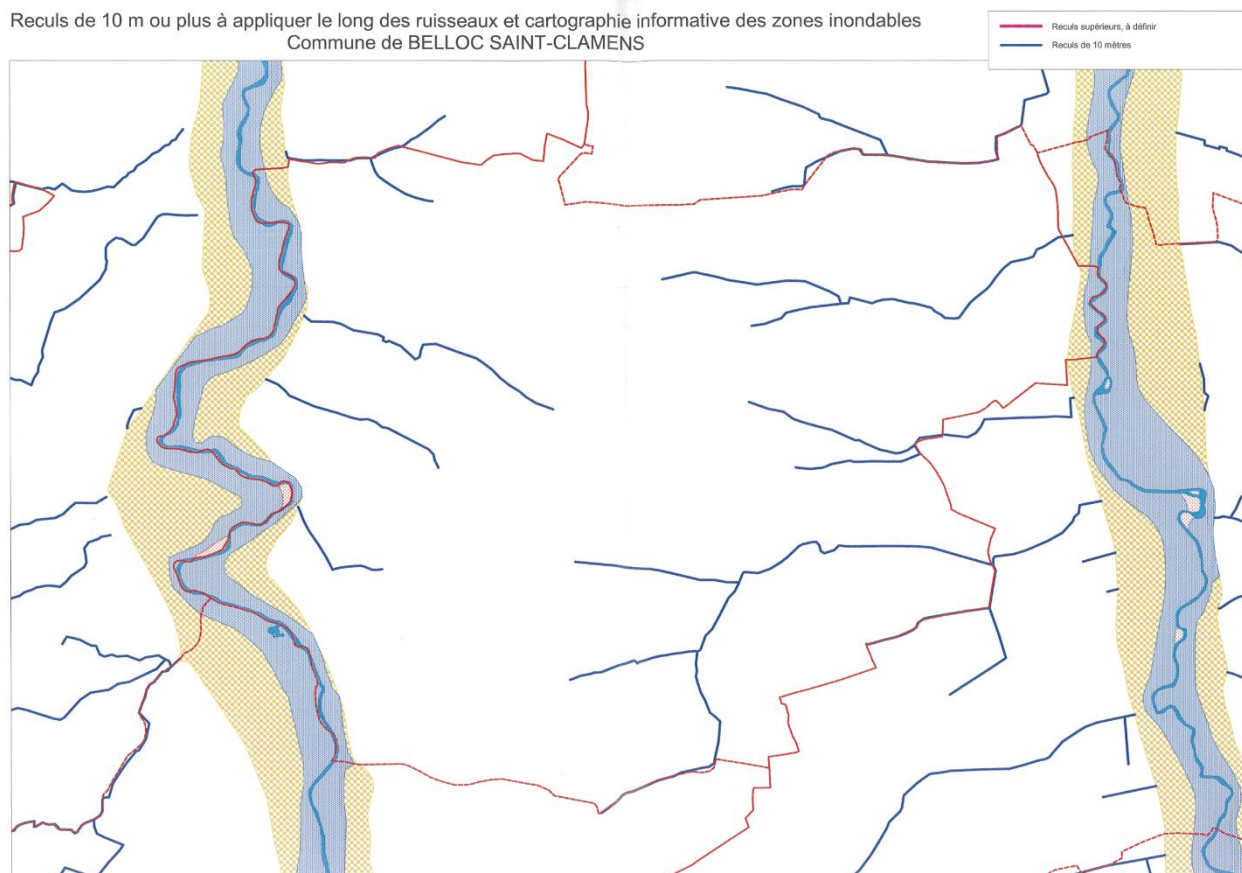 Reculs de 10 m ou plus à appliquer le long des ruisseaux et cartographie informative des zones inondables
Commune de BELLOC SAINT-CLAMENS
Reculs supérieurs, à définir
Reculs de 10 mètres